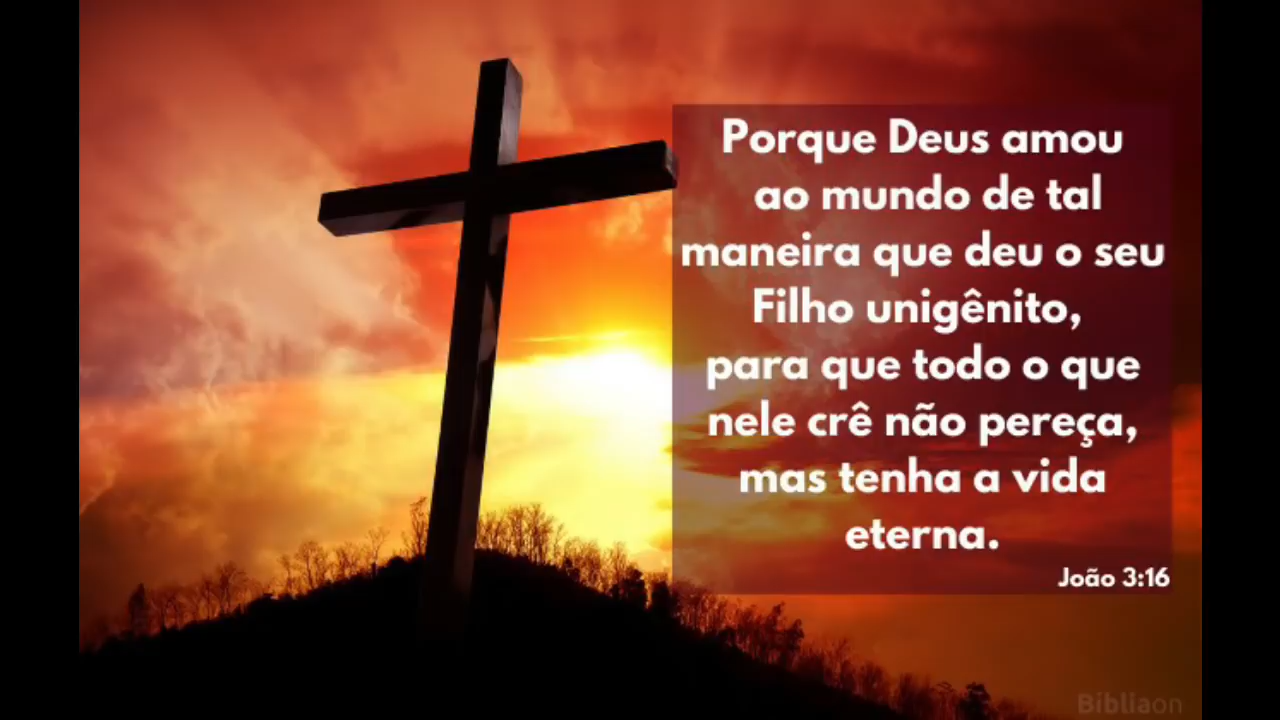 Porque Deus amou
ao mundo de tal
maneira que deu o seu
Filho unigênito,
para que todo o que
nele crê não pereça,
mas tenha a vida
eterna.
João 3:16
Bíbliaon